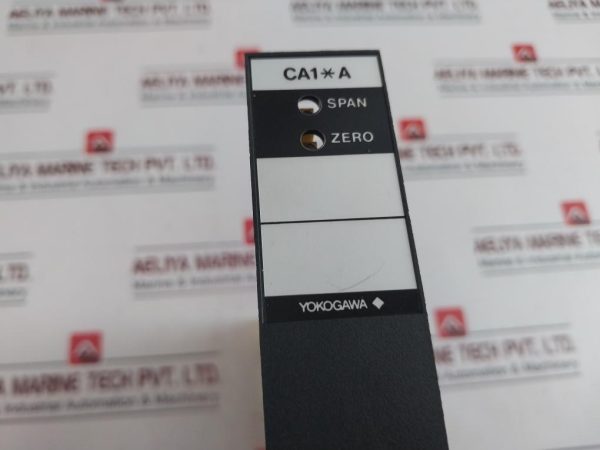 CA1*A
SPAN
ZERO
YOKOGAWA
AELIYA MARINE TECH PVT. LTD.
Marine & Industrial Automation & Machinery